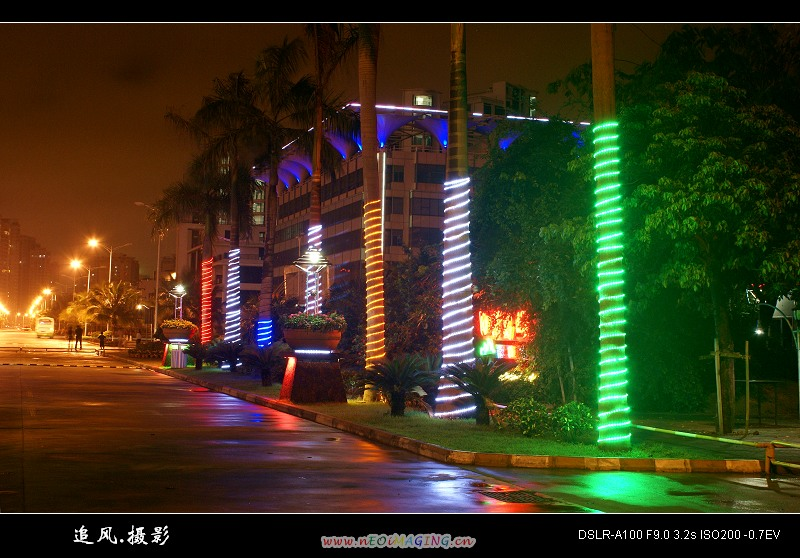 追风.摄影
www.nEOiMAGiNG.cn
DSLR-A100 F9.0 3.2s ISO200 -0.7EV